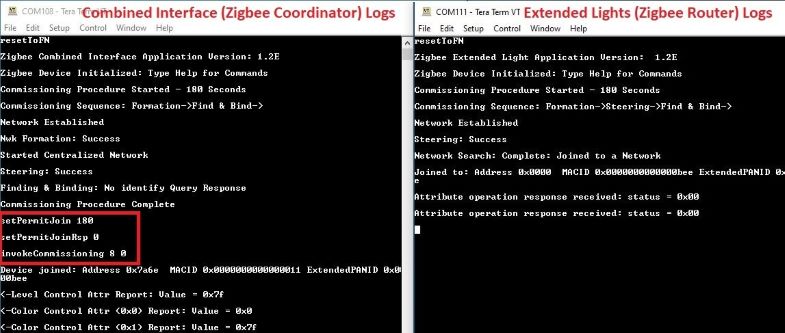 COM108 - Tera Term VT
Combined Interface (Zigbee Coordinator) Logs
File Edit Setup Control Window Help
resetToFN
Zigbee Combined Interface Application Version: 1.2E
Zigbee Device Initialized: Type Help for Commands
Commissioning Procedure Started - 180 Seconds
Commissioning Sequence: Formation->Find & Bind->
Network Established
Nwk Formation: Success
Started Centralized Network
Steering: Success
Finding & Binding: No identify Query Response
Commissioning Procedure Complete
setPermitJoin 180
setPermitJoinRsp 0
invokeCommissioning 8 0
Device joined: Address 0x7a6e MACID 0x0000000000000011 ExtendedPANID 0x0
00bee
<-Level Control Attr Report: Value = 0x7f
<-Color Control Attr (0x0) Report: Value = 0x0
<-Color Control Attr (0x1) Report: Value = 0x7f
COM111 - Tera Term VT
Extended Lights (Zigbee Router) Logs
File Edit Setup Control Window Help
resetToFN
Zigbee Extended Light Application Version: 1.2E
Zigbee Device Initialized: Type Help for Commands
Commissioning Procedure Started - 180 Seconds
Commissioning Sequence: Formation->Steering->Find & Bind->
Network Established
Steering: Success
Network Search: Complete: Joined to a Network
Joined to: Address 0x0000 MACID 0x0000000000000bee ExtendedPANID 0x
e
Attribute operation response received: status = 0x00
Attribute operation response received: status = 0x00